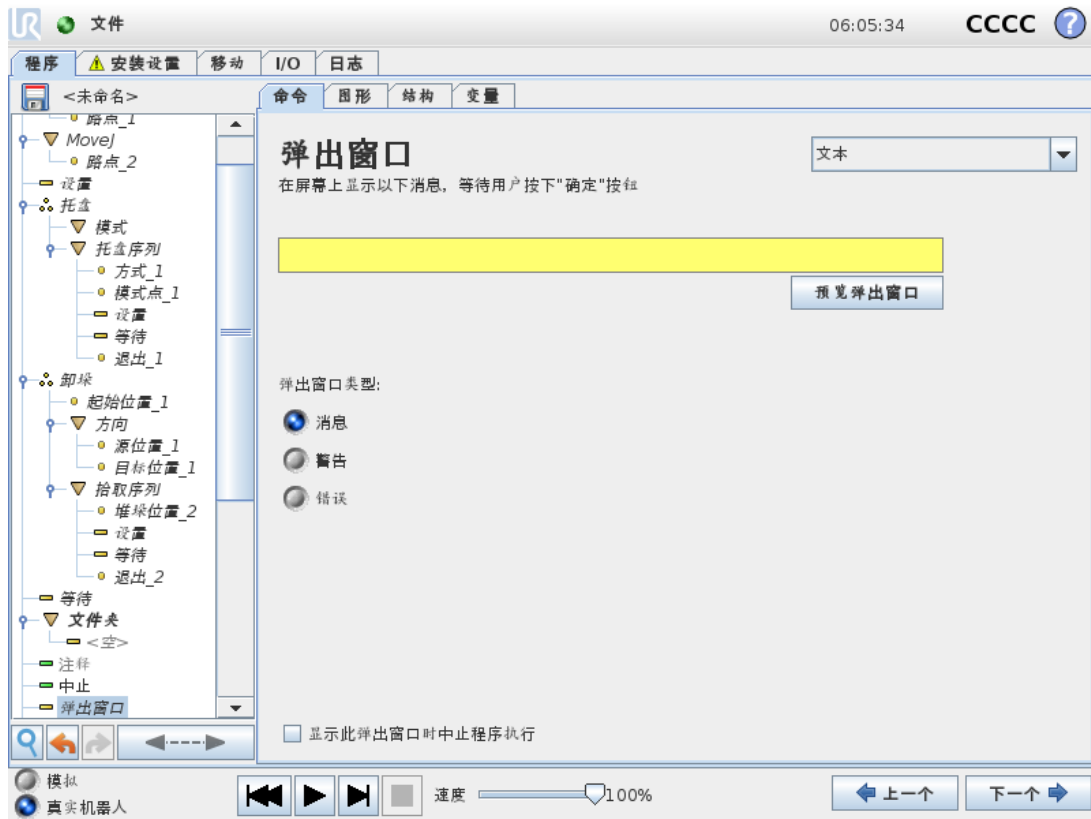 UR 文件 06:05:34 CCCC ?
程序 安装设置 移动 I/O 日志
<未命名>
命令 图形 结构 变量
路点_1
MoveJ
路点_2
设置
托盘
模式
托盘序列
方式_1
模式点_1
设置
等待
退出_1
卸垛
起始位置_1
方向
源位置_1
目标位置_1
拾取序列
堆垛位置_2
设置
等待
退出_2
等待
文件夹
<空>
注释
中止
弹出窗口
弹出窗口
文本
在屏幕上显示以下消息，等待用户按下"确定"按钮
预览弹出窗口
弹出窗口类型:
消息
警告
错误
显示此弹出窗口时中止程序执行
模拟
真实机器人
速度 100%
上一个 下一个